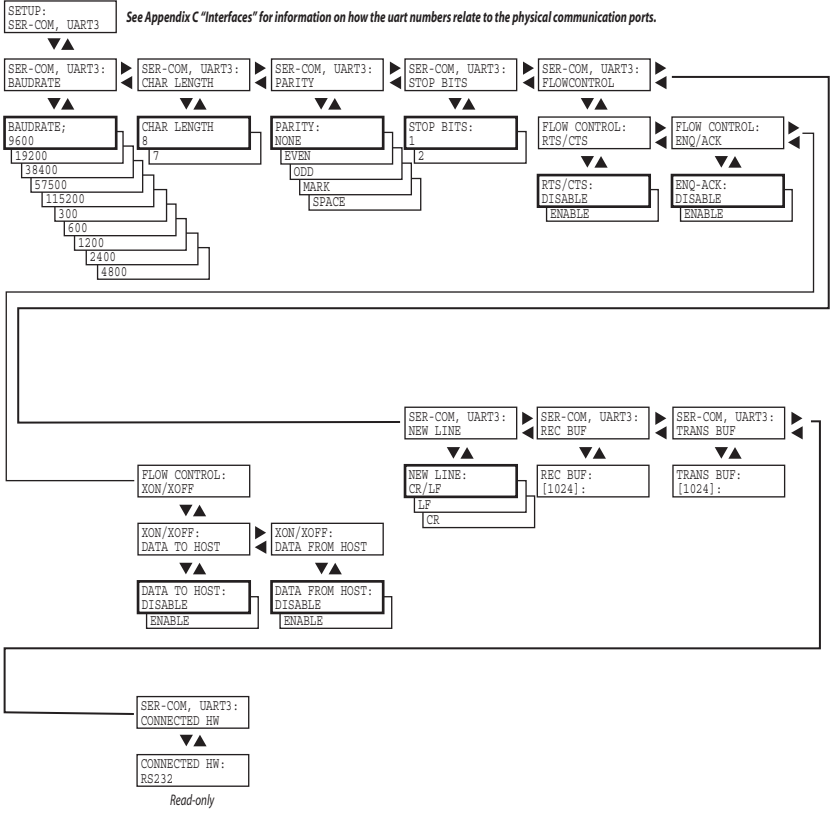 SETUP:
SER-COM, UART3
See Appendix C “Interfaces” for information on how the uart numbers relate to the physical communication ports.
SER-COM, UART3:
BAUDRATE
SER-COM, UART3:
CHAR LENGTH
SER-COM, UART3:
PARITY
SER-COM, UART3:
STOP BITS
SER-COM, UART3:
FLOWCONTROL
BAUDRATE;
9600
19200
38400
57500
115200
300
600
1200
2400
4800
CHAR LENGTH
8
7
PARITY:
NONE
EVEN
ODD
MARK
SPACE
STOP BITS:
1
2
FLOW CONTROL:
RTS/CTS
RTS/CTS:
DISABLE
ENABLE
FLOW CONTROL:
ENQ/ACK
ENQ-ACK:
DISABLE
ENABLE
SER-COM, UART3:
NEW LINE
SER-COM, UART3:
REC BUF
SER-COM, UART3:
TRANS BUF
NEW LINE:
CR/LF
LF
CR
REC BUF:
[1024]:
TRANS BUF:
[1024]:
FLOW CONTROL:
XON/XOFF
XON/XOFF:
DATA TO HOST
XON/XOFF:
DATA FROM HOST
DATA TO HOST:
DISABLE
ENABLE
DATA FROM HOST:
DISABLE
ENABLE
SER-COM, UART3:
CONNECTED HW
CONNECTED HW:
RS232
Read-only